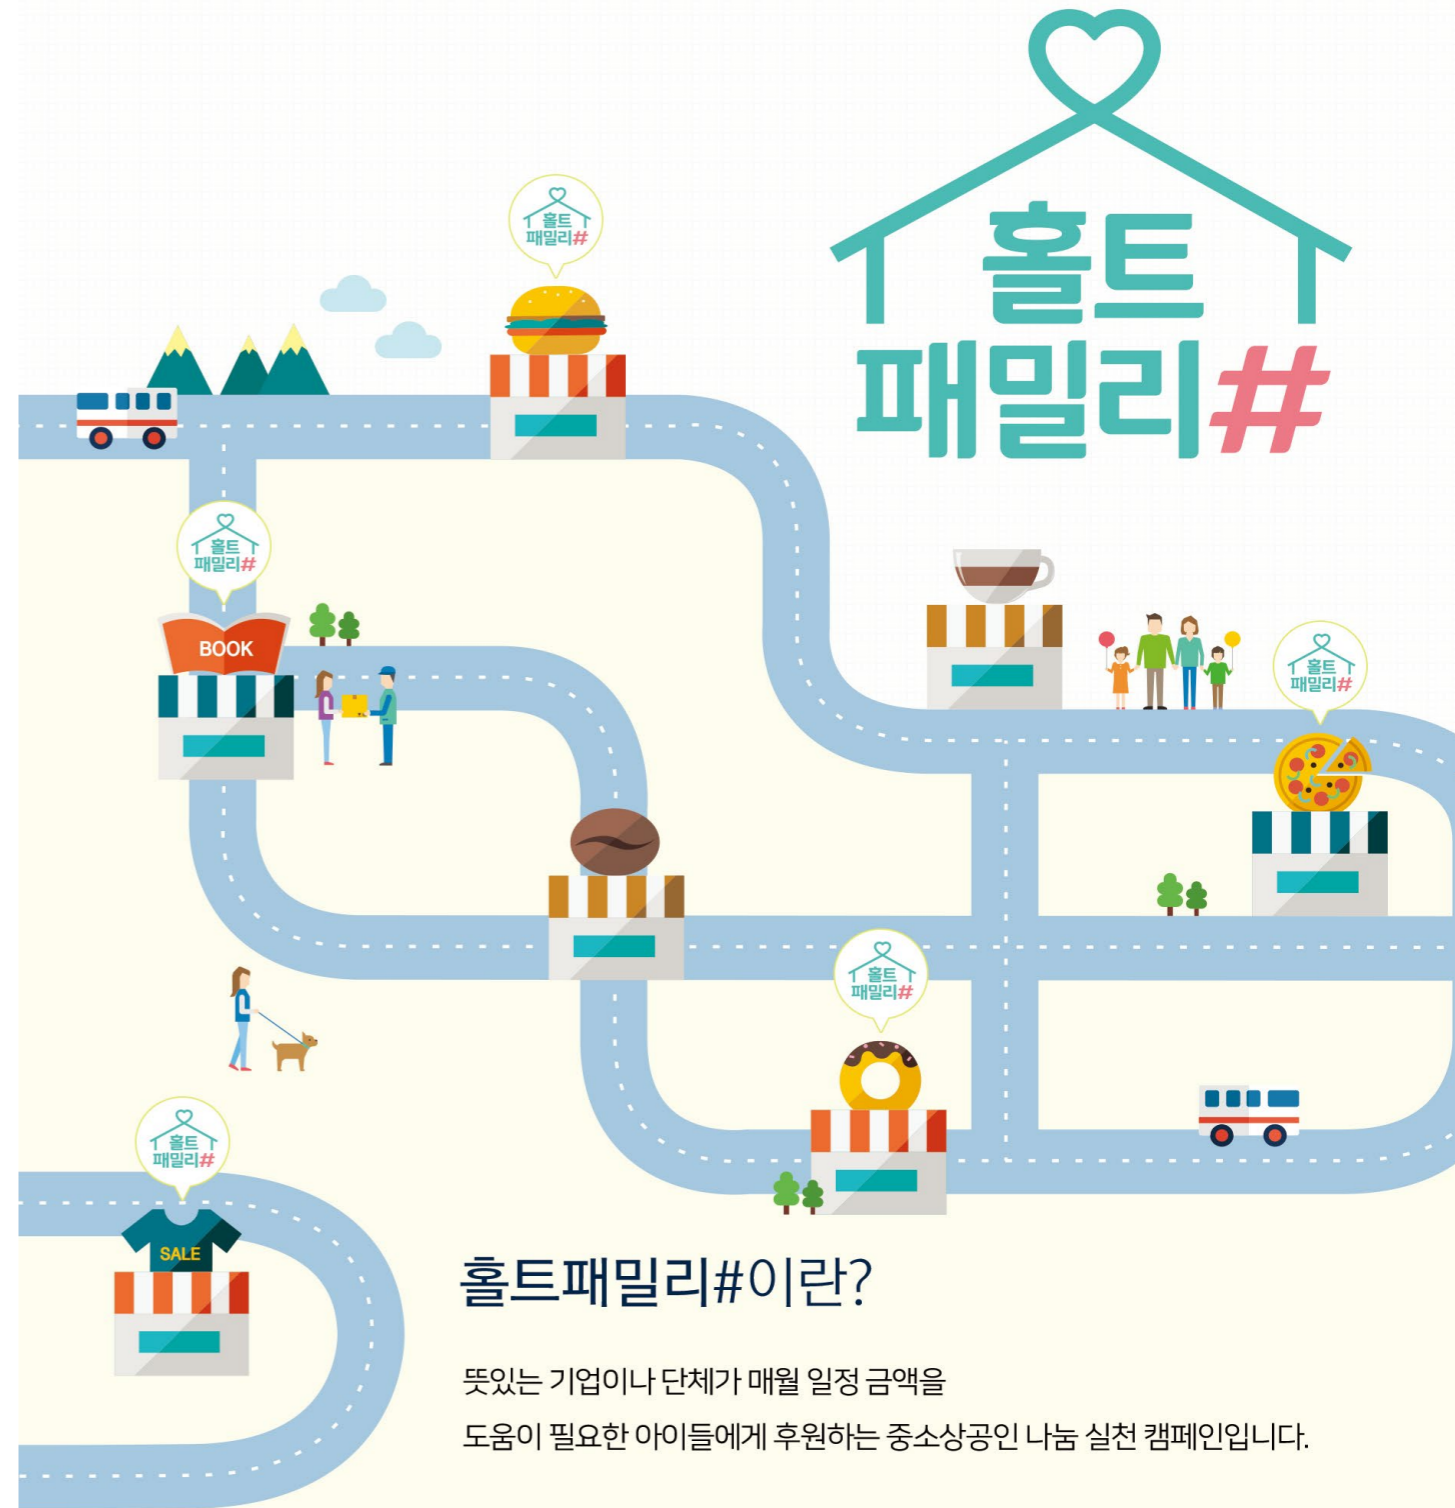 홀트
패밀리#
홀트
패밀리#
홀트
패밀리#
BOOK
홀트
패밀리#
홀트
패밀리#
홀트
패밀리#
SALE
홀트패밀리#이란?
뜻있는 기업이나 단체가 매월 일정 금액을
도움이 필요한 아이들에게 후원하는 중소상공인 나눔 실천 캠페인입니다.